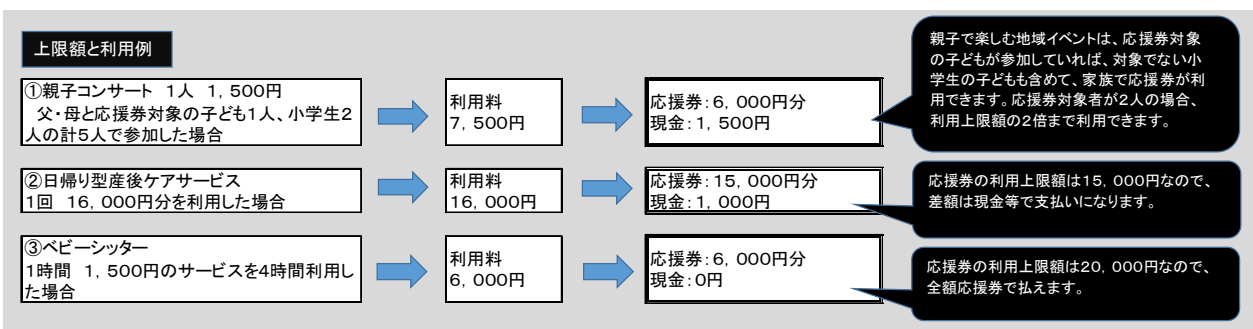 上限額と利用例
①親子コンサート 1人 1,500円
父・母と応援券対象の子ども1人、小学生2
人の計5人で参加した場合
利用料
7,500円
応援券：6,000円分
現金：1,500円
親子で楽しむ地域イベントは、応援券対象
の子どもが参加していれば、対象でない小
学生の子どもも含めて、家族で応援券が利
用できます。応援券対象者が2人の場合、
利用上限額の2倍まで利用できます。
②日帰り型産後ケアサービス
1回 16,000円分を利用した場合
利用料
16,000円
応援券：15,000円分
現金：1,000円
応援券の利用上限額は15,000円なので、
差額は現金等で支払いになります。
③ベビーシッター
1時間 1,500円のサービスを4時間利用し
た場合
利用料
6,000円
応援券：6,000円分
現金：0円
応援券の利用上限額は20,000円なので、
全額応援券で払えます。